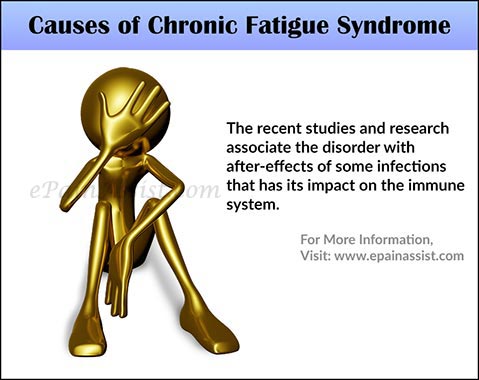 Causes of Chronic Fatigue Syndrome
The recent studies and research
associate the disorder with
after-effects of some infections
that has its impact on the immune
system.
ePainAssist.com
For More Information,
Visit: www.epainassist.com